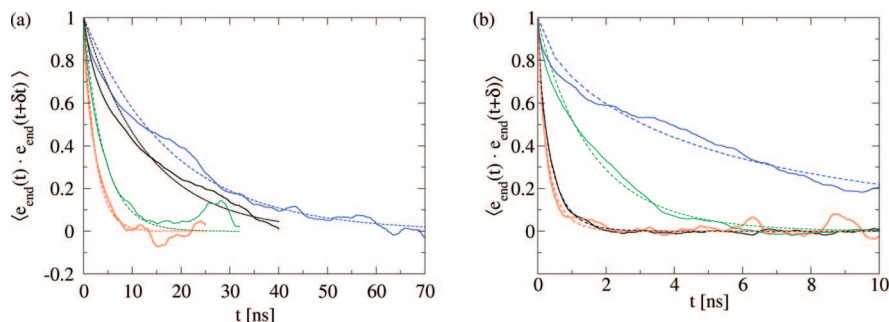 (a)
⟨e_end(t) · e_end(t+δt) ⟩
1
0.8
0.6
0.4
0.2
0
-0.2
0 10 20 30 40 50 60 70
t [ns]
(b)
⟨e_end(t) · e_end(t+δ)⟩
1
0.8
0.6
0.4
0.2
0
0 2 4 6 8 10
t [ns]